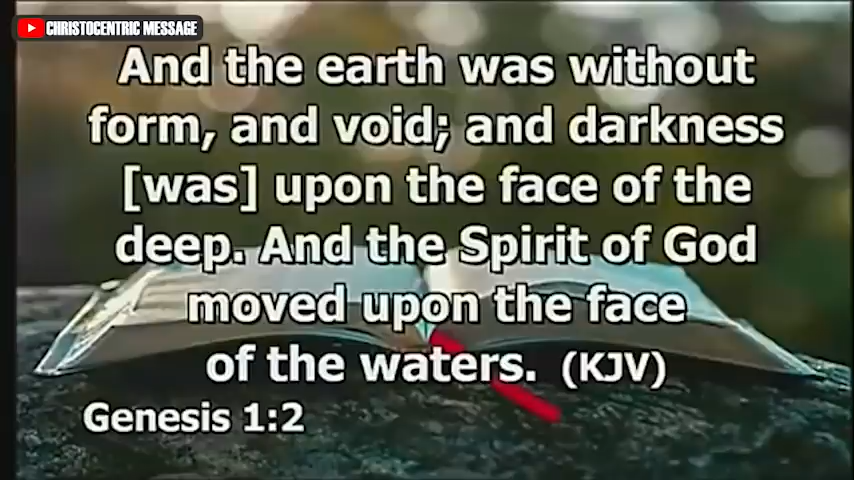 CHRISTOCENTRIC MESSAGE
And the earth was without
form, and void; and darkness
[was] upon the face of the
deep. And the Spirit of God
moved upon the face
of the waters. (KJV)
Genesis 1:2